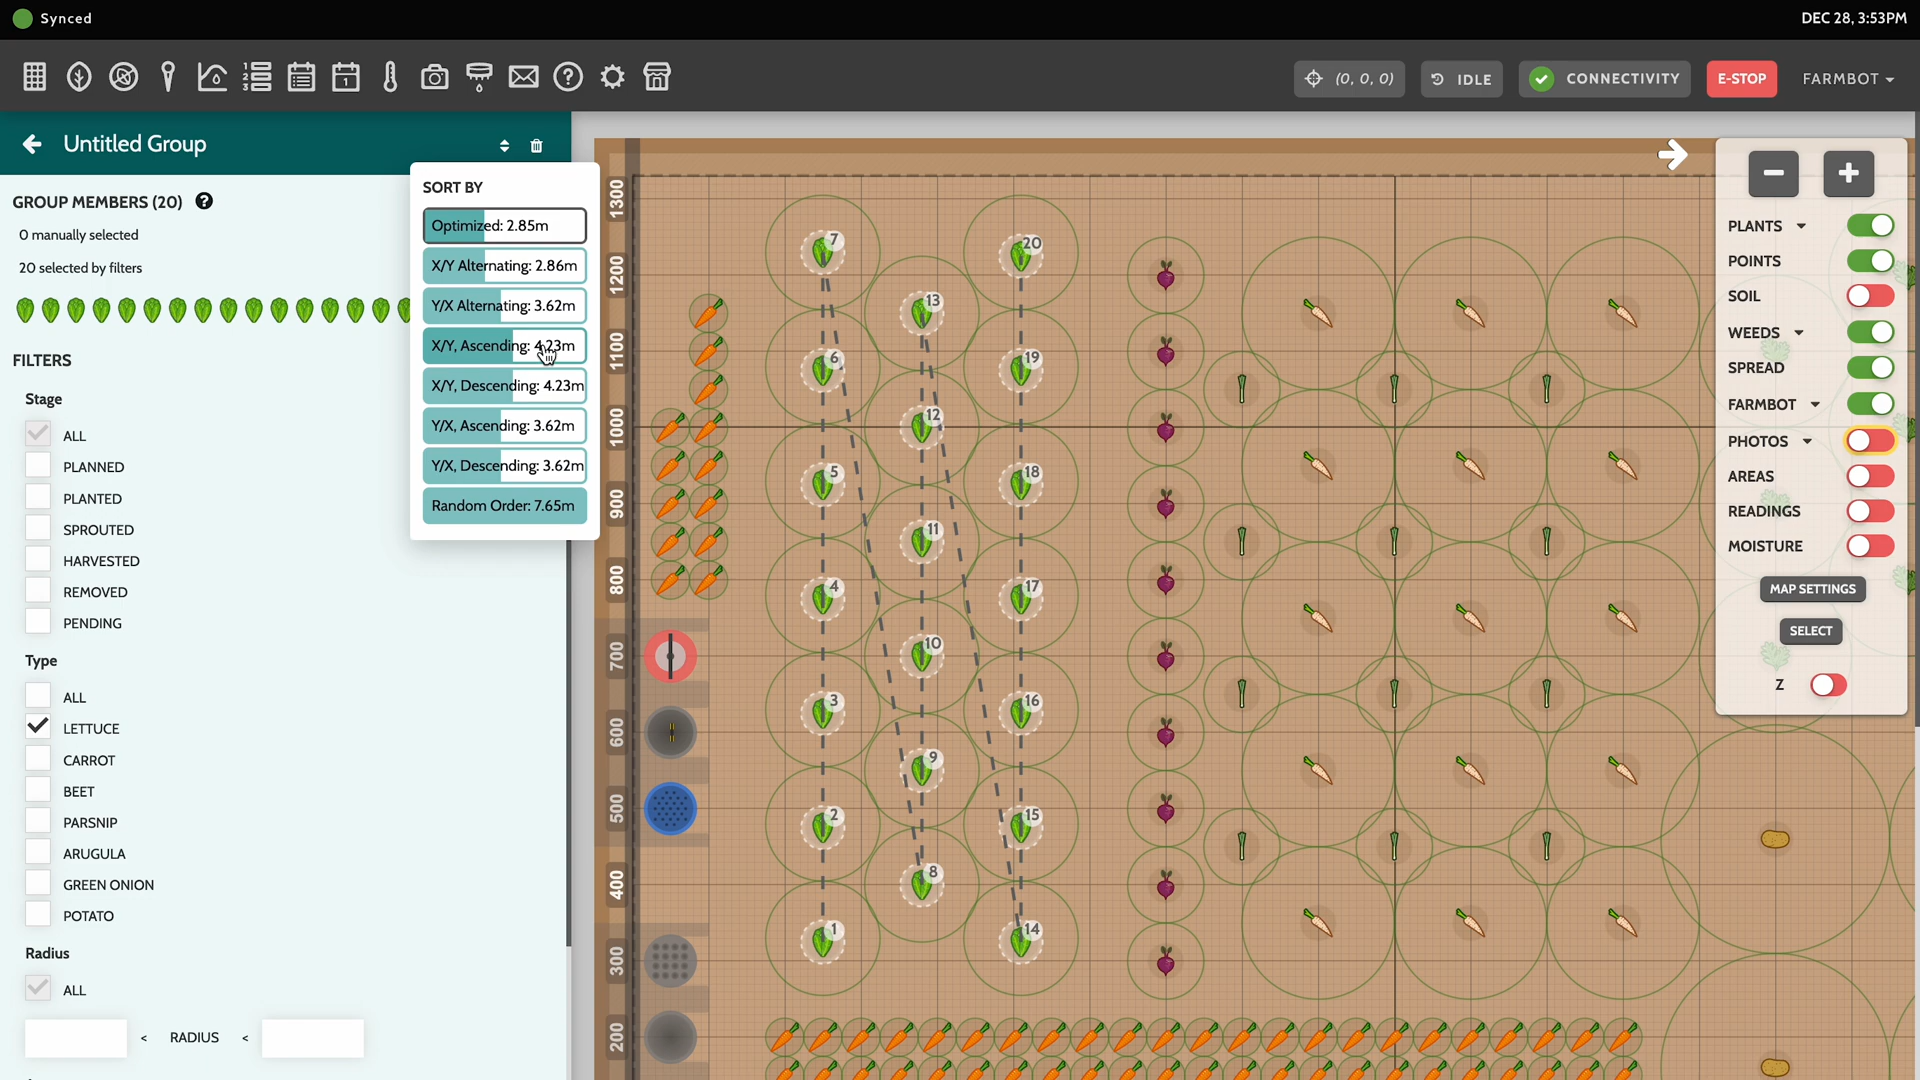 Synced
DEC 28, 3:53PM
(0, 0, 0)
IDLE
CONNECTIVITY
E-STOP
FARMBOT
1
2
3
1
?
Untitled Group
GROUP MEMBERS (20) ?
0 manually selected
20 selected by filters
FILTERS
Stage
ALL
PLANNED
PLANTED
SPROUTED
HARVESTED
REMOVED
PENDING
Type
ALL
LETTUCE
CARROT
BEET
PARSNIP
ARUGULA
GREEN ONION
POTATO
Radius
ALL
< RADIUS <
SORT BY
Optimized: 2.85m
X/Y Alternating: 2.86m
Y/X Alternating: 3.62m
X/Y, Ascending: 4.23m
X/Y, Descending: 4.23m
Y/X, Ascending: 3.62m
Y/X, Descending: 3.62m
Random Order: 7.65m
1300
1200
1100
1000
900
800
700
600
500
400
300
200
7
6
5
4
3
2
1
13
12
11
10
9
8
20
19
18
17
16
15
14
PLANTS
POINTS
SOIL
WEEDS
SPREAD
FARMBOT
PHOTOS
AREAS
READINGS
MOISTURE
MAP SETTINGS
SELECT
Z